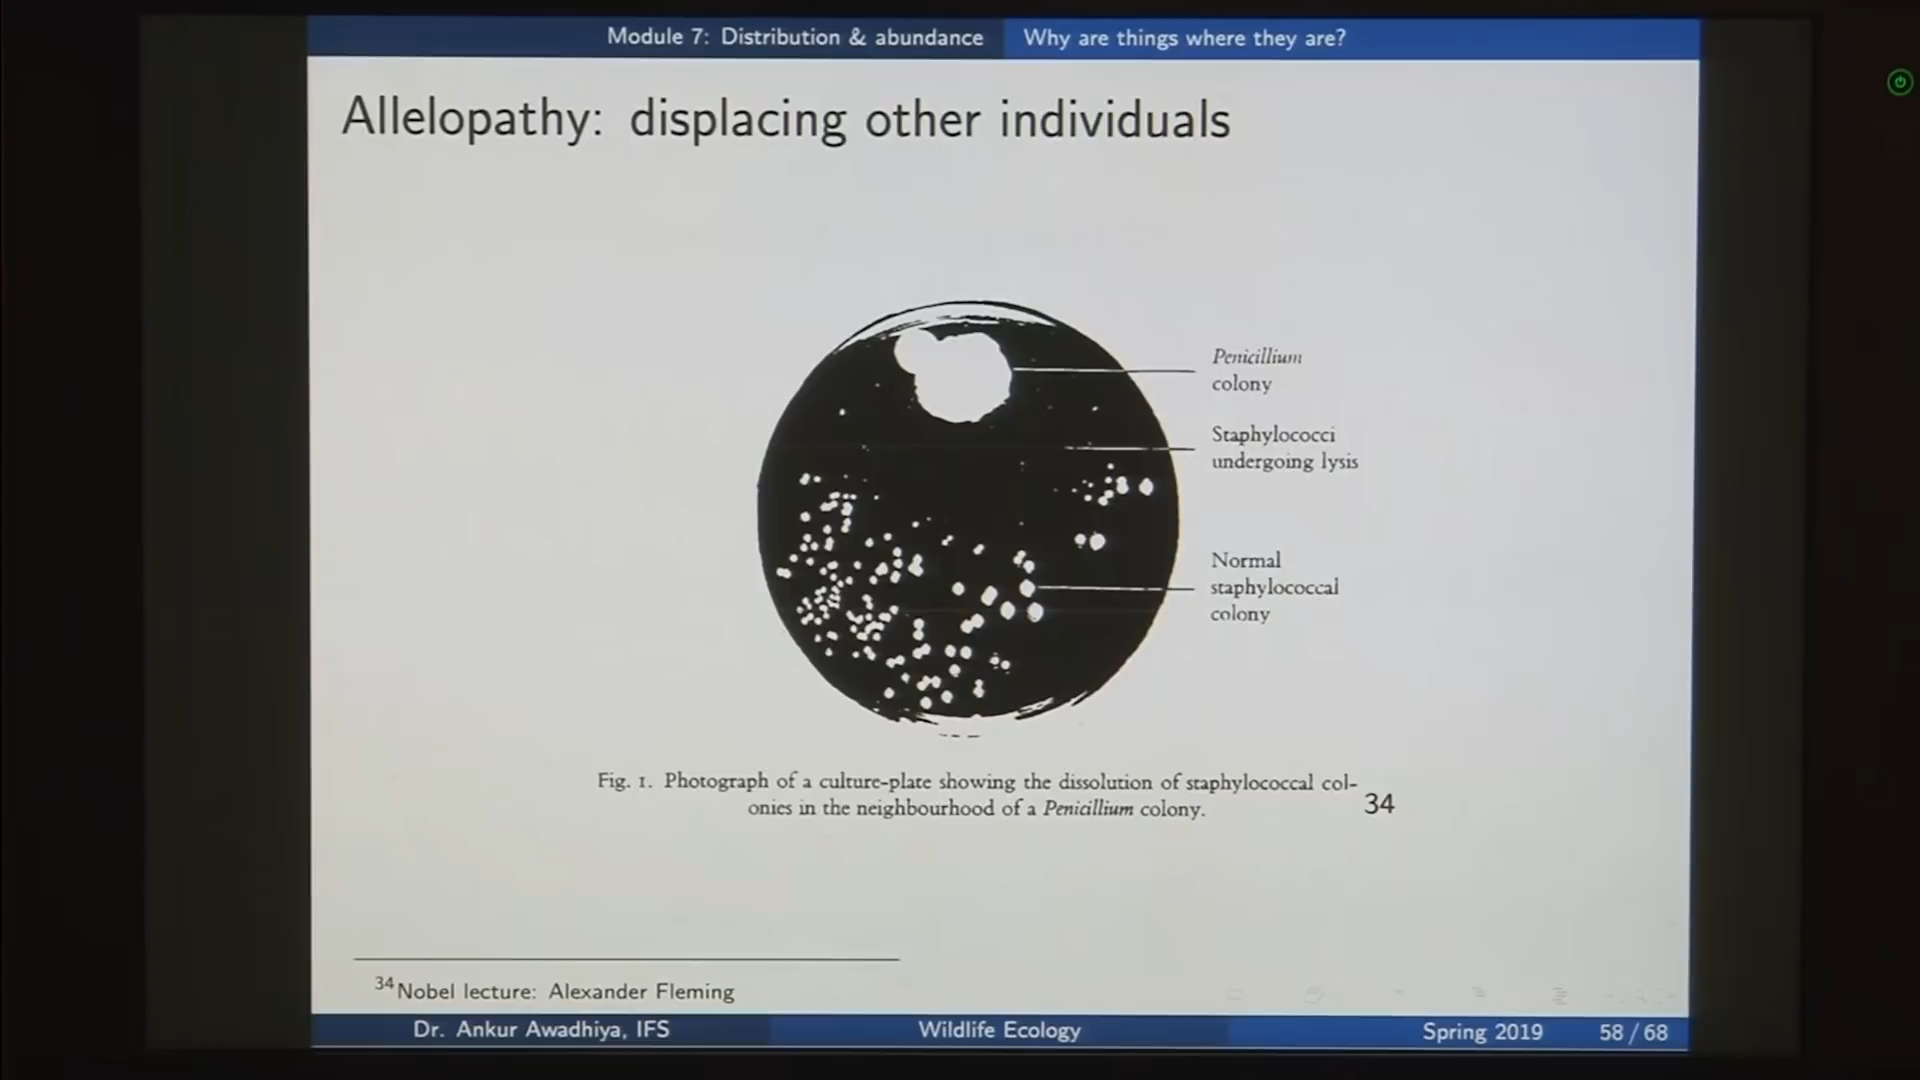 Module 7: Distribution & abundance Why are things where they are?
Allelopathy: displacing other individuals
Penicillium
colony
Staphylococci
undergoing lysis
Normal
staphylococcal
colony
Fig. 1. Photograph of a culture-plate showing the dissolution of staphylococcal col-
onies in the neighbourhood of a Penicillium colony. 34
34 Nobel lecture: Alexander Fleming
Dr. Ankur Awadhiya, IFS Wildlife Ecology Spring 2019 58 / 68